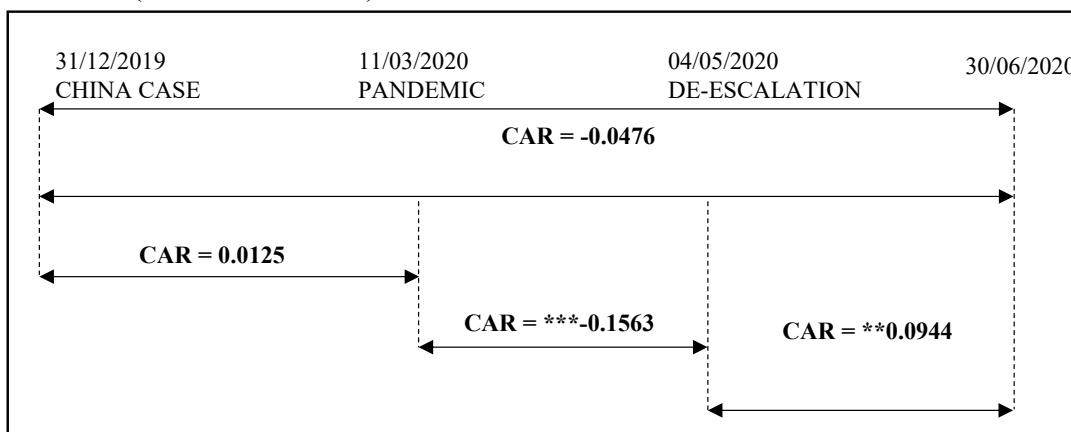 31/12/2019 11/03/2020 04/05/2020 30/06/2020
CHINA CASE PANDEMIC DE-ESCALATION
CAR = -0.0476
CAR = 0.0125
CAR = ***-0.1563 CAR = **0.0944